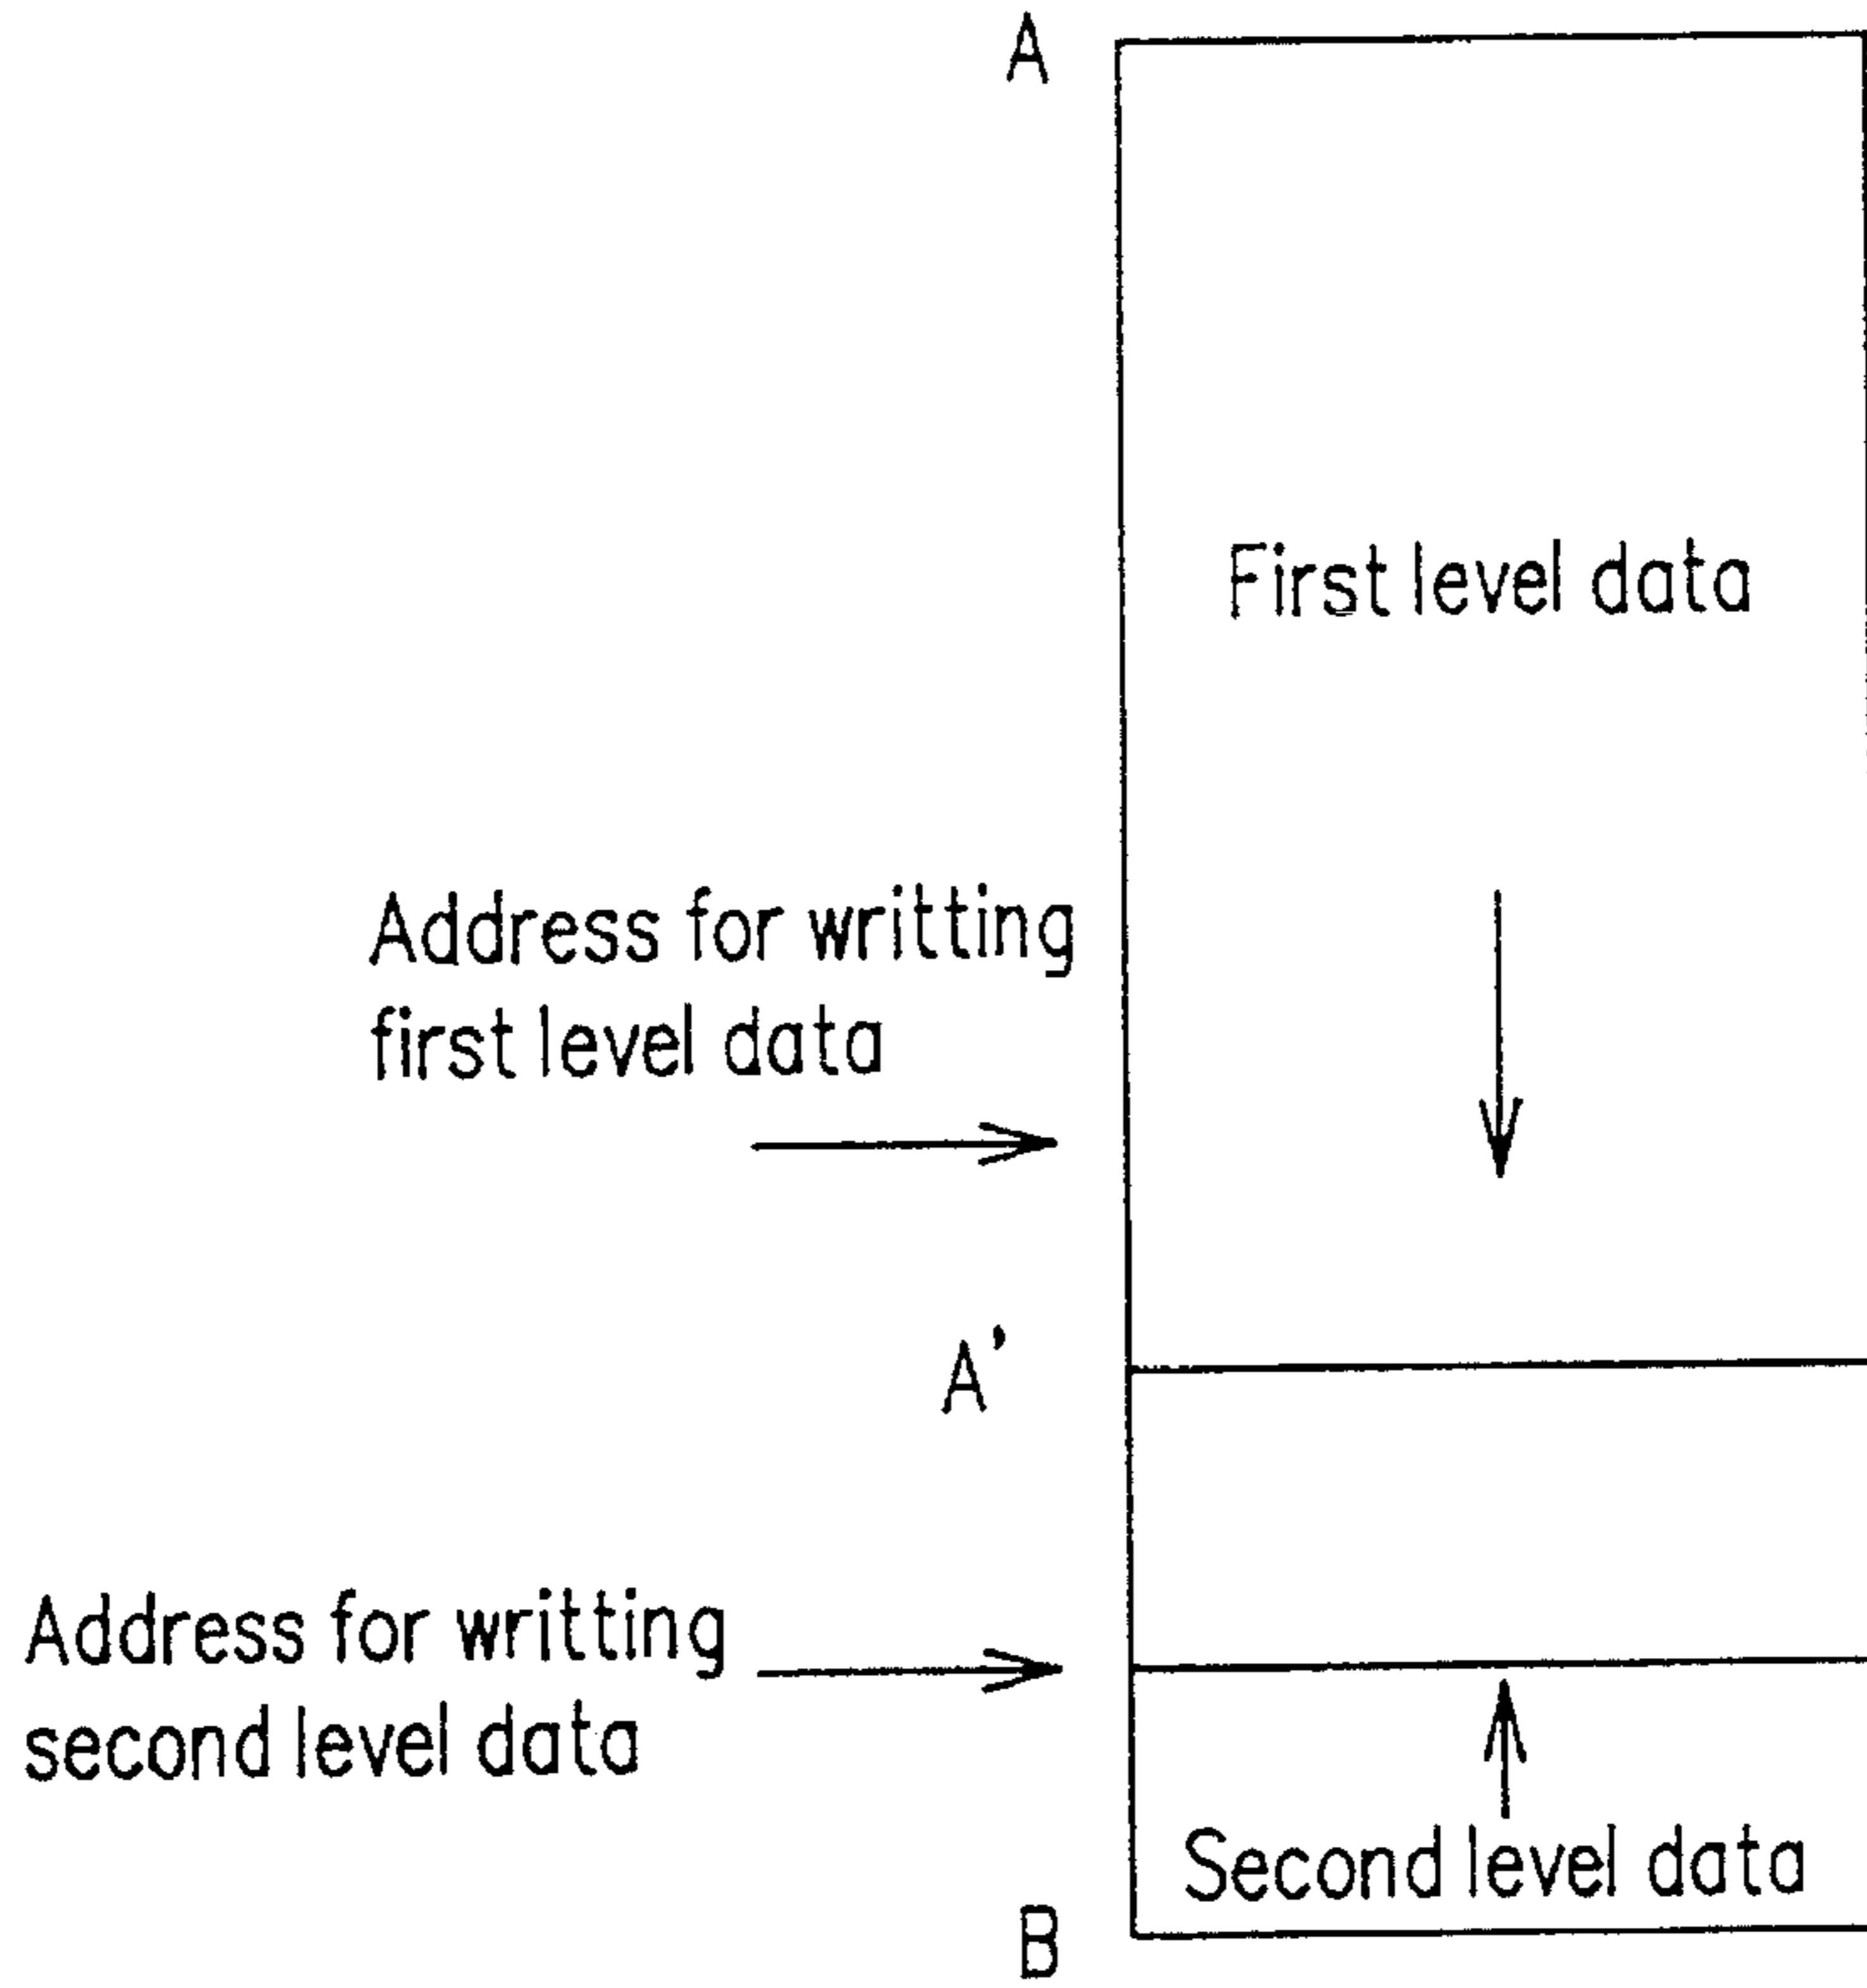 A
First level data
Address for writting
first level data
A'
Address for writting
second level data
Second level data
B